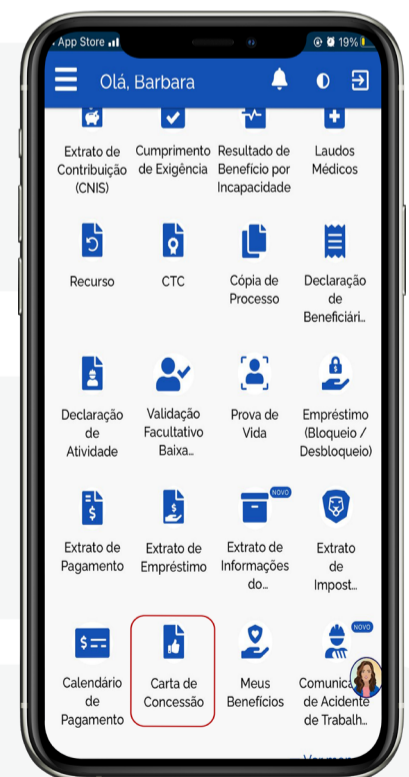 App Store
19%
Olá, Barbara
Extrato de Cumprimento Resultado de Laudos
Contribuição de Exigência Benefício por Médicos
(CNIS) Incapacidade
Recurso CTC Cópia de Declaração
Processo de
Beneficiári...
Declaração Validação Prova de Empréstimo
de Facultativo Vida (Bloqueio /
Atividade Baixa... Desbloqueio)
NOVO
Extrato de Extrato de Extrato de Extrato
Pagamento Empréstimo Informações de
do... Impost...
NOVO
Calendário Carta de Meus
de Concessão Benefícios de Acidente
Pagamento de Trabalh...